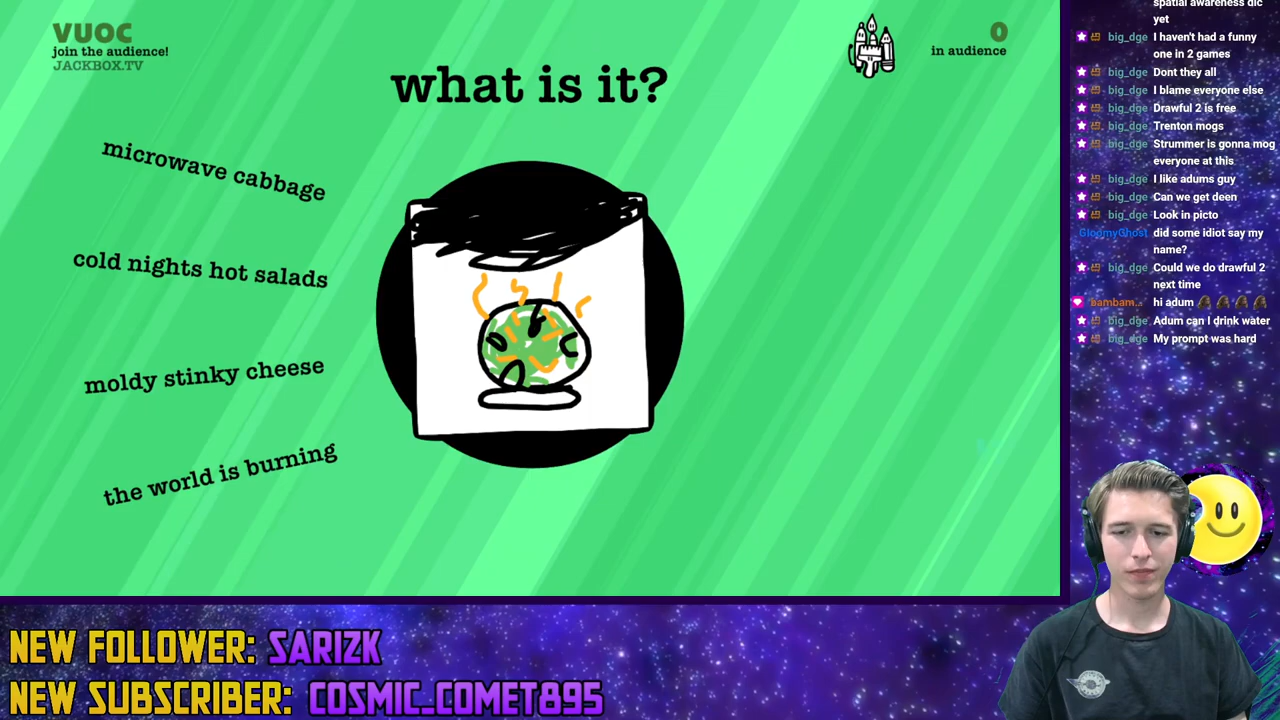 VUOC
join the audience!
JACKBOX.TV
0
in audience
what is it?
microwave cabbage
cold nights hot salads
moldy stinky cheese
the world is burning
spatial awareness dlc
yet
big_dge I haven't had a funny
one in 2 games
big_dge Dont they all
big_dge I blame everyone else
big_dge Drawful 2 is free
big_dge Trenton mogs
big_dge Strummer is gonna mog
everyone at this
big_dge I like adums guy
big_dge Can we get deen
big_dge Look in picto
GloomyGhost did some idiot say my
name?
big_dge Could we do drawful 2
next time
bambam... hi adum
big_dge Adum can I drink water
big_dge My prompt was hard
NEW FOLLOWER: SARIZK
NEW SUBSCRIBER: COSMIC_COMET895